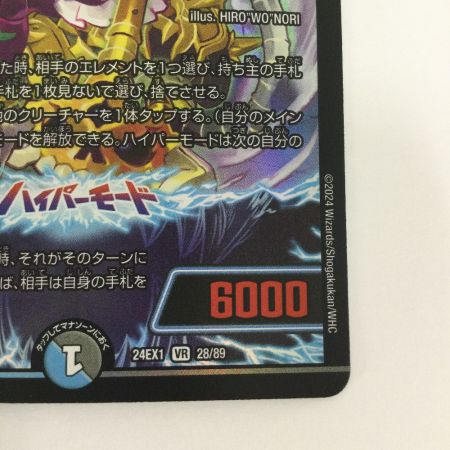 illus. HIRO"WO"NORI
た時、相手のエレメントを1つ選び、持ち主の手札
手札を1枚見ないで選び、捨てさせる。
のクリーチャーを1体タップする。(自分のメイン
モードを解放できる。ハイパーモードは次の自分の
ハイパーモード
時、それがそのターンに
ば、相手は自身の手札を
6000
タップしてマナゾーンにおく
1
24EX1 VR 28/89
©2024 Wizards/Shogakukan/WHC